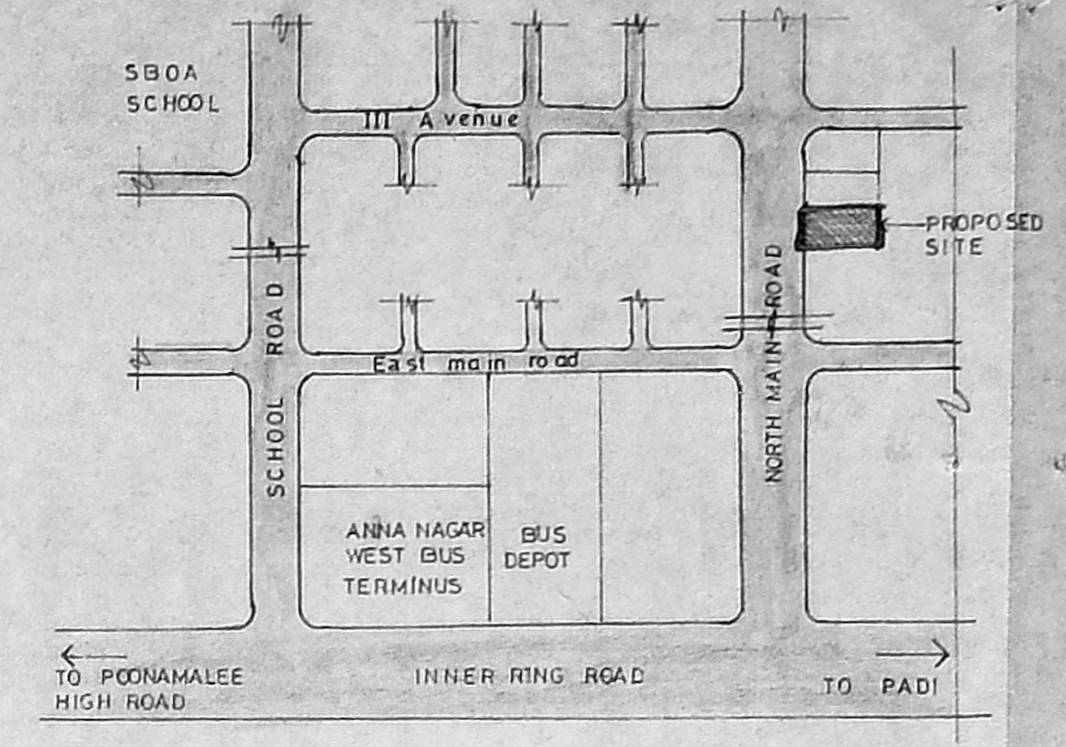 SBOA
SCHOOL
III Avenue
PROPOSED
SITE
SCHOOL ROAD
NORTH MAIN ROAD
East main road
ANNA NAGAR
WEST BUS
TERMINUS
BUS
DEPOT
TO POONAMALEE
HIGH ROAD
INNER RING ROAD
TO PADI